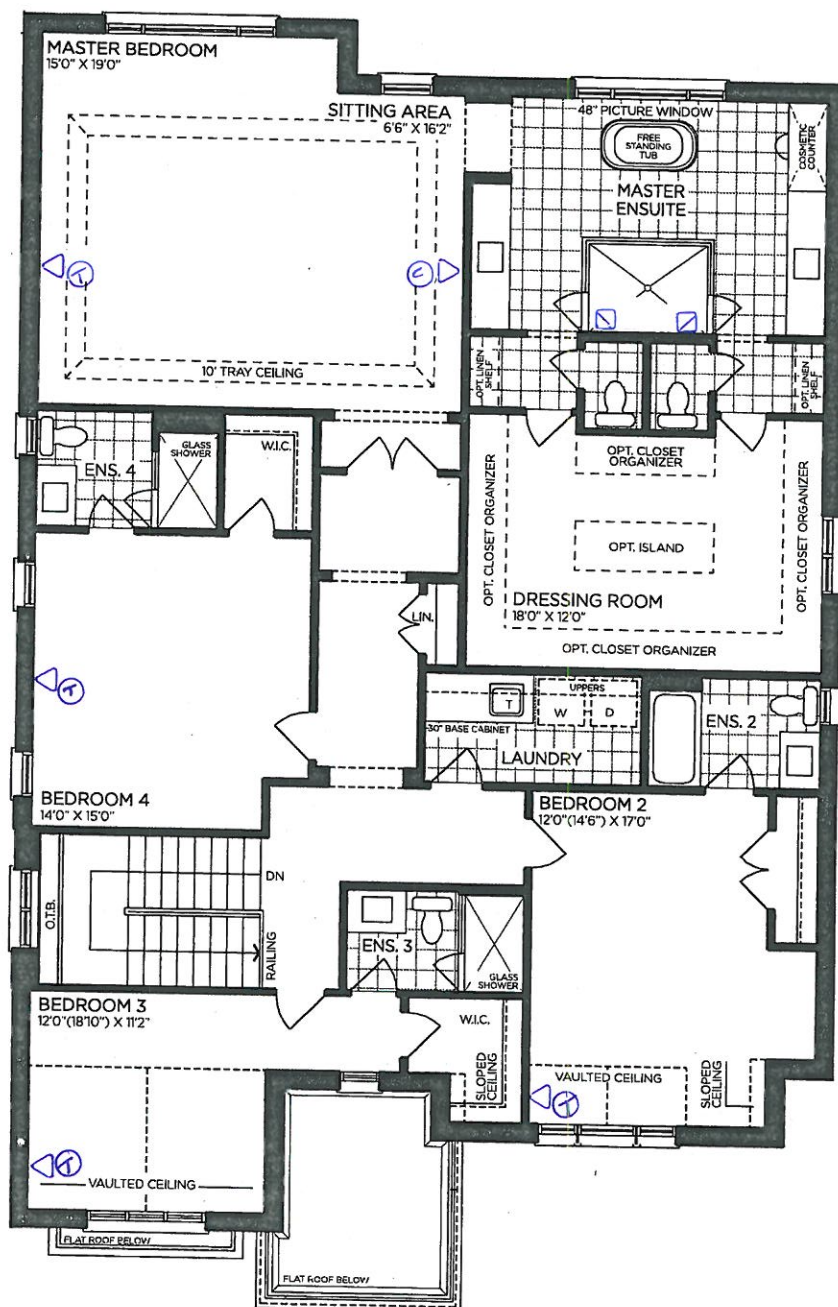 MASTER BEDROOM
15'0" X 19'0"
SITTING AREA
6'6" X 16'2"
48" PICTURE WINDOW
FREE
STANDING
TUB
COSMETIC
COUNTER
MASTER
ENSUITE
T
C
10' TRAY CEILING
OPT. LINEN
SHELF
OPT. LINEN
SHELF
ENS. 4
GLASS
SHOWER
W.I.C.
OPT. CLOSET
ORGANIZER
OPT. CLOSET ORGANIZER
OPT. CLOSET ORGANIZER
OPT. ISLAND
DRESSING ROOM
18'0" X 12'0"
OPT. CLOSET ORGANIZER
LIN.
T
UPPERS
T
W
D
30" BASE CABINET
LAUNDRY
ENS. 2
BEDROOM 4
14'0" X 15'0"
BEDROOM 2
12'0"(14'6") X 17'0"
O.T.B.
DN
RAILING
ENS. 3
GLASS
SHOWER
BEDROOM 3
12'0"(18'10") X 11'2"
W.I.C.
SLOPED
CEILING
VAULTED CEILING
SLOPED
CEILING
T
T
VAULTED CEILING
FLAT ROOF BELOW
FLAT ROOF BELOW